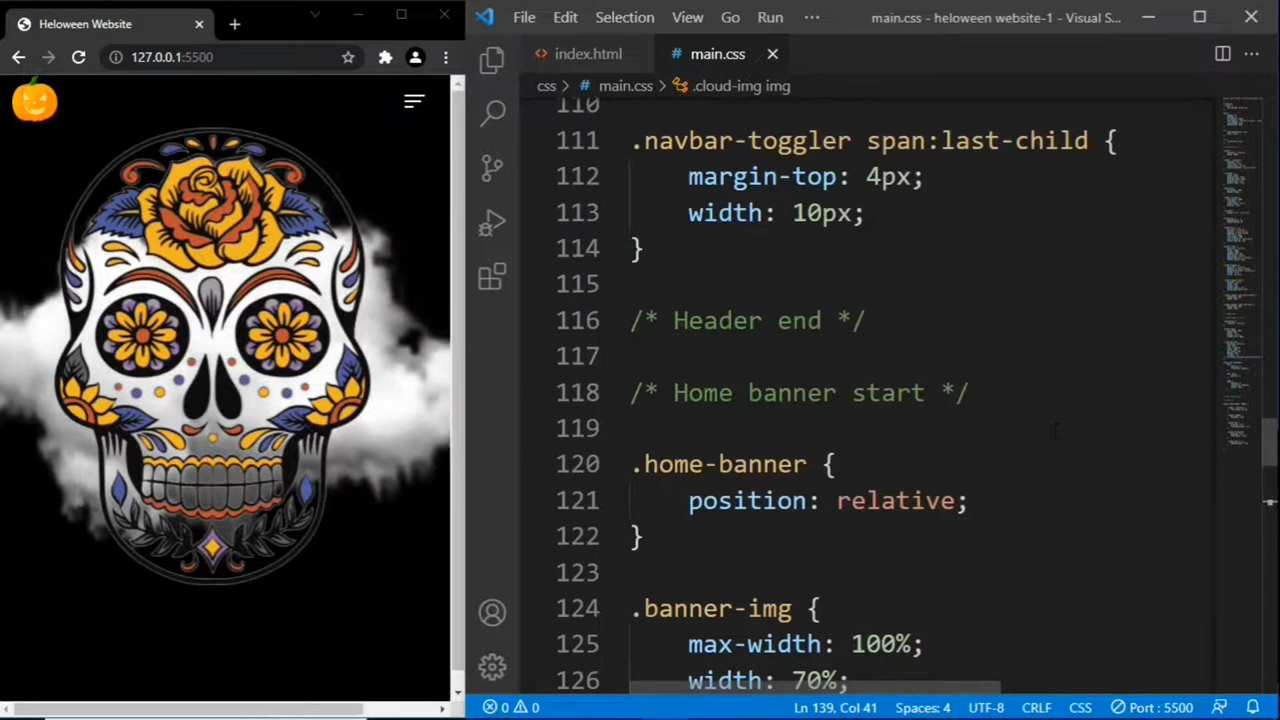 Heloween Website
127.0.0.1:5500
File Edit Selection View Go Run ··· main.css - heloween website-1 - Visual S...
index.html main.css
css > # main.css > .cloud-img img
110
111 .navbar-toggler span:last-child {
112 margin-top: 4px;
113 width: 10px;
114 }
115
116 /* Header end */
117
118 /* Home banner start */
119
120 .home-banner {
121 position: relative;
122 }
123
124 .banner-img {
125 max-width: 100%;
126 width: 70%;
0 0 Ln 139, Col 41 Spaces: 4 UTF-8 CRLF CSS Port : 5500